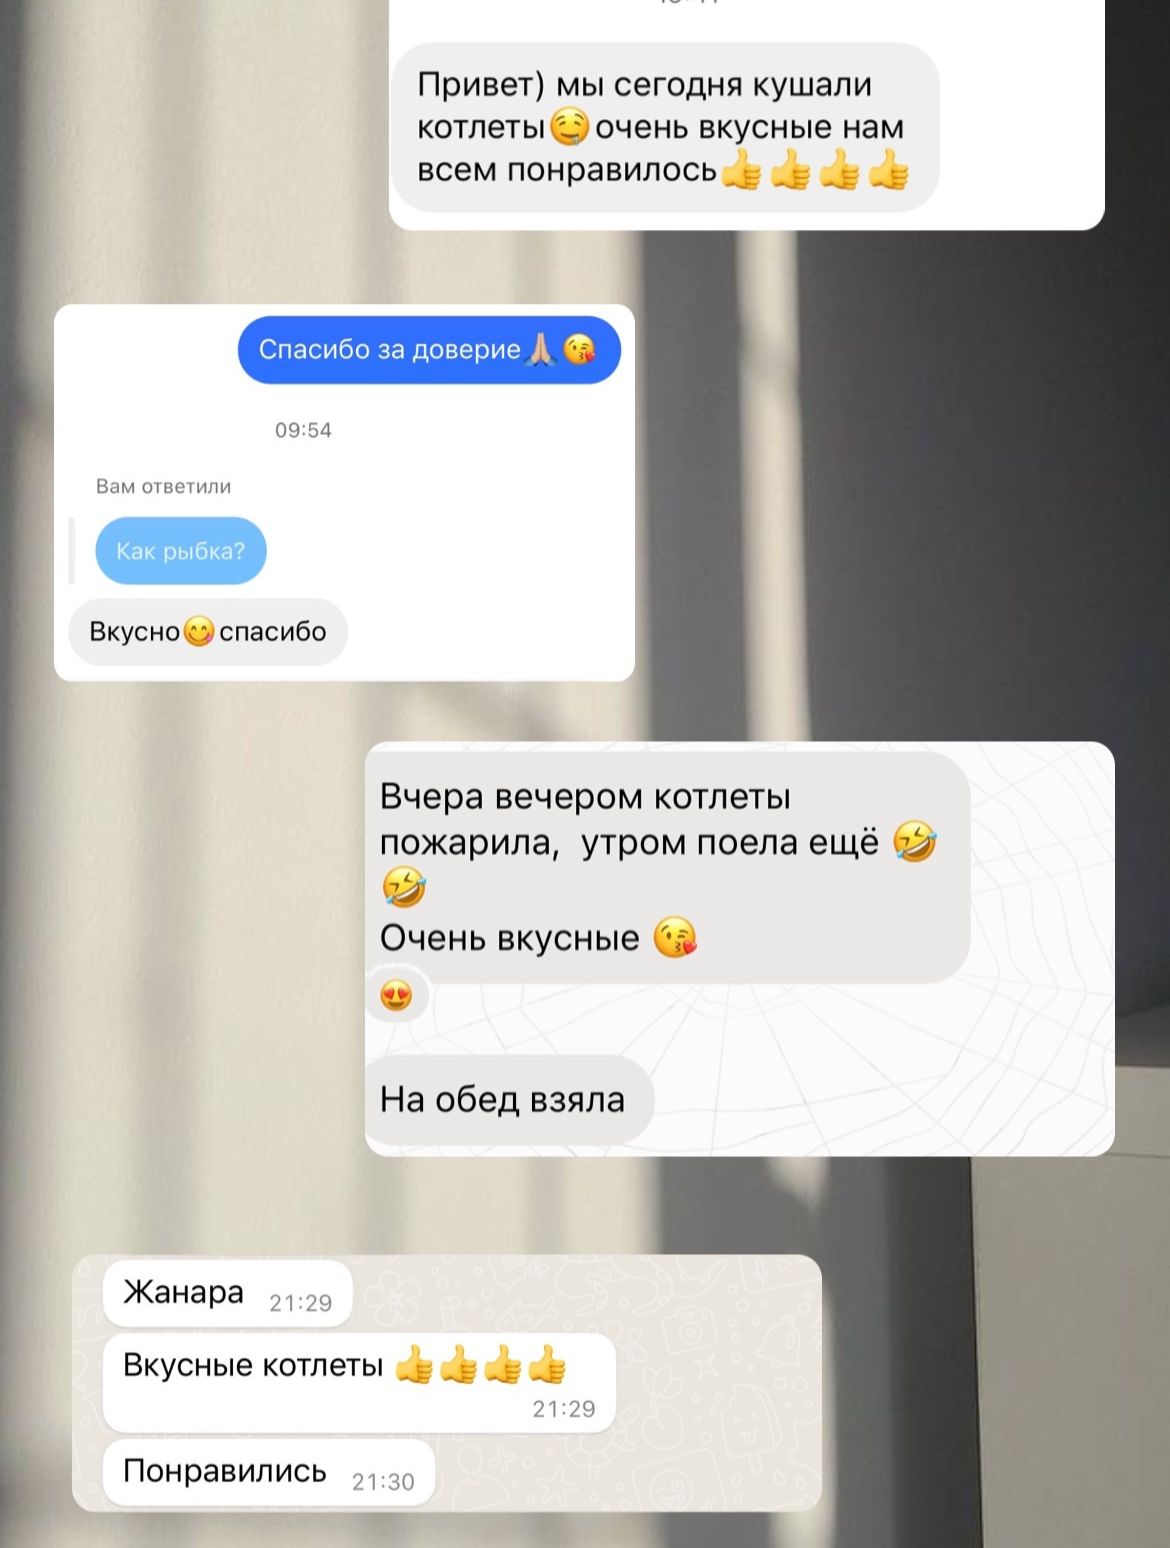 Привет) мы сегодня кушали
котлеты🤤очень вкусные нам
всем понравилось👍👍👍👍
Спасибо за доверие🙏🏼😘
09:54
Вам ответили
Как рыбка?
Вкусно😋спасибо
Вчера вечером котлеты
пожарила,  утром поела ещё 🤣
🤣
Очень вкусные 😘
😍
На обед взяла
Жанара 21:29
Вкусные котлеты 👍👍👍👍
21:29
Понравились 21:30